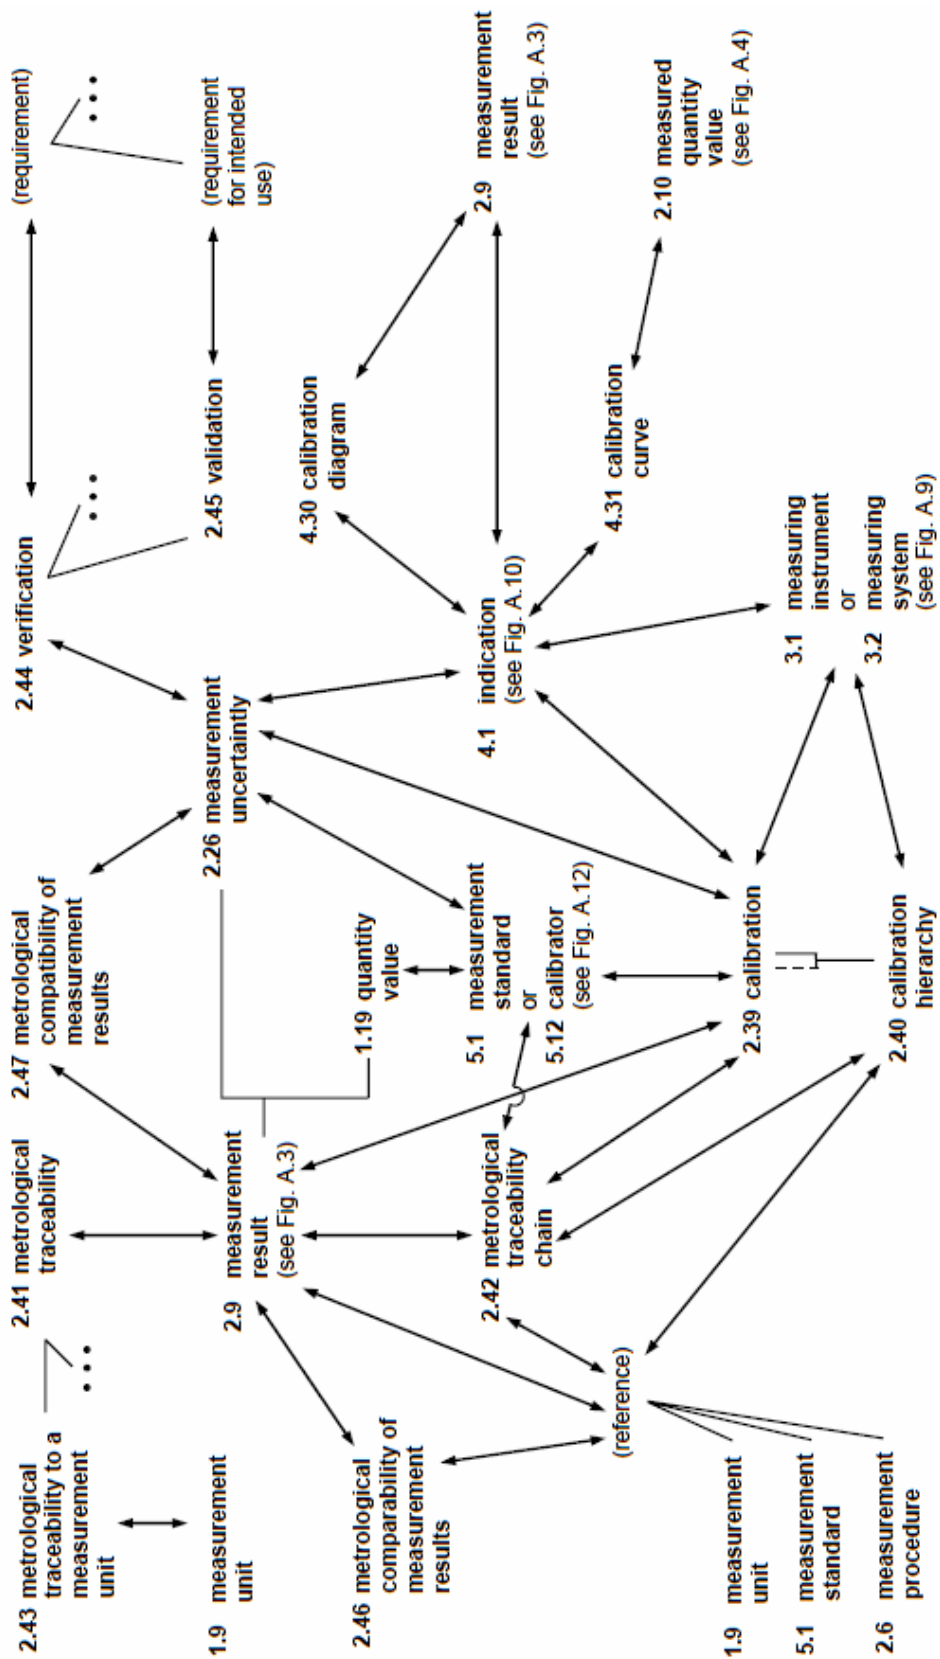 2.43 metrological
traceability to a
measurement
unit
2.41 metrological
traceability
2.47 metrological
compatibility of
measurement
results
2.44 verification
(requirement)
1.9 measurement
unit
2.9 measurement
result
(see Fig. A.3)
2.26 measurement
uncertaintly
2.45 validation
(requirement
for intended
use)
2.46 metrological
comparability of
measurement
results
1.19 quantity
value
4.30 calibration
diagram
2.42 metrological
traceability
chain
5.1 measurement
standard
or
5.12 calibrator
(see Fig. A.12)
4.1 indication
(see Fig. A.10)
2.9 measurement
result
(see Fig. A.3)
(reference)
4.31 calibration
curve
2.10 measured
quantity
value
(see Fig. A.4)
1.9 measurement
unit
5.1 measurement
standard
2.6 measurement
procedure
2.39 calibration
2.40 calibration
hierarchy
3.1 measuring
instrument
or
3.2 measuring
system
(see Fig. A.9)